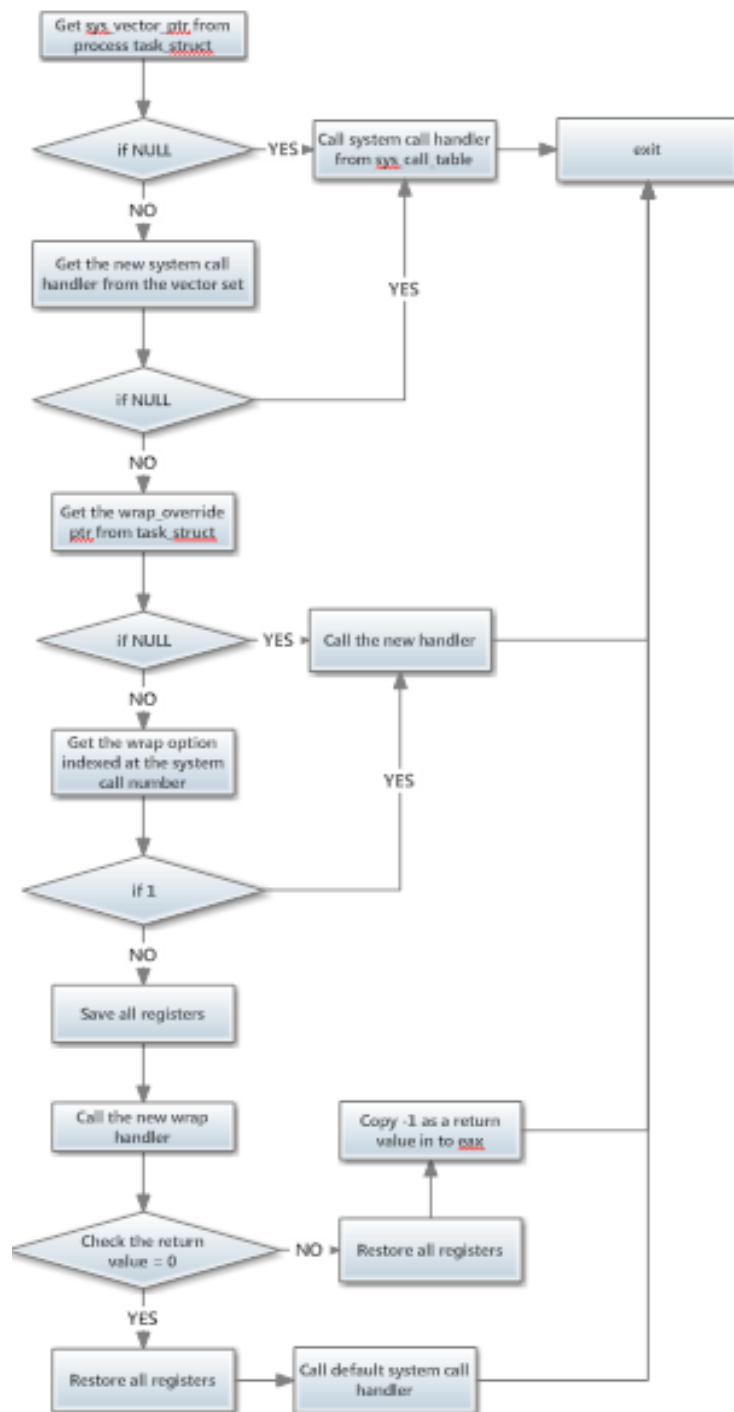 Get sys_vector_ptr from
process task_struct
if NULL
YES
Call system call handler
from sys_call_table
exit
NO
Get the new system call
handler from the vector set
YES
if NULL
NO
Get the wrap_override
ptr from task_struct
if NULL
YES
Call the new handler
NO
Get the wrap option
indexed at the system
call number
YES
if 1
NO
Save all registers
Call the new wrap
handler
Copy -1 as a return
value in to eax
Check the return
value = 0
NO
Restore all registers
YES
Restore all registers
Call default system call
handler